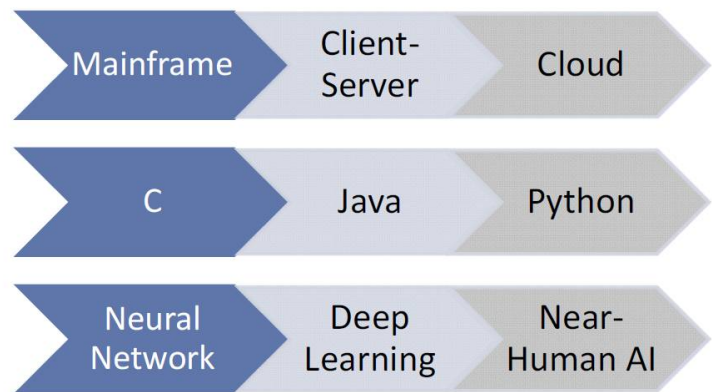 Mainframe
Client-
Server
Cloud
C
Java
Python
Neural
Network
Deep
Learning
Near-
Human AI